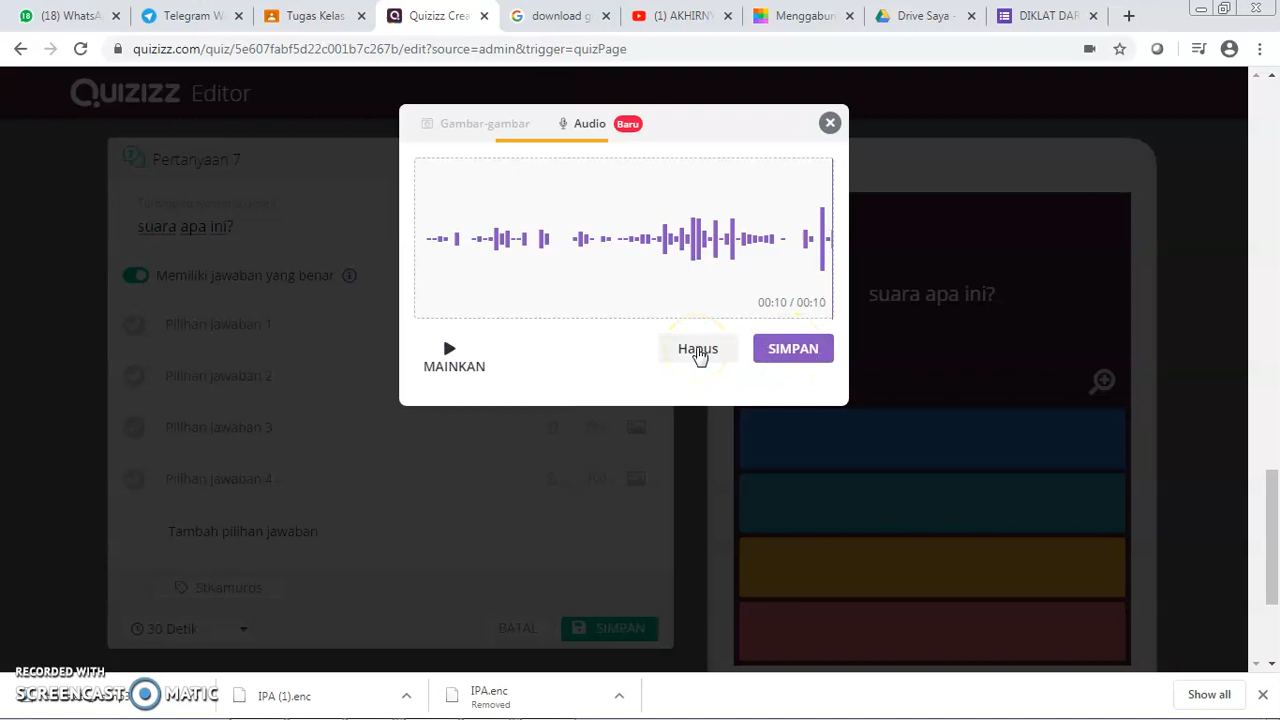 (18) WhatsA
Telegram W
Tugas Kelas
Quizizz Crea
download g
(1) AKHIRNY
Menggabun
Drive Saya -
DIKLAT DAR
quizizz.com/quiz/5e607fabf5d22c001b7c267b/edit?source=admin&trigger=quizPage
Quizizz Editor
Gambar-gambar
Audio
Baru
Pertanyaan 7
suara apa ini?
00:10 / 00:10
suara apa ini?
Memiliki jawaban yang benar
Pilihan jawaban 1
Hapus
SIMPAN
MAINKAN
Pilihan jawaban 2
Pilihan jawaban 3
Pilihan jawaban 4
Tambah pilihan jawaban
30 Detik
BATAL
SIMPAN
RECORDED WITH
SCREENCAST MATIC
IPA (1).enc
IPA.enc
Removed
Show all